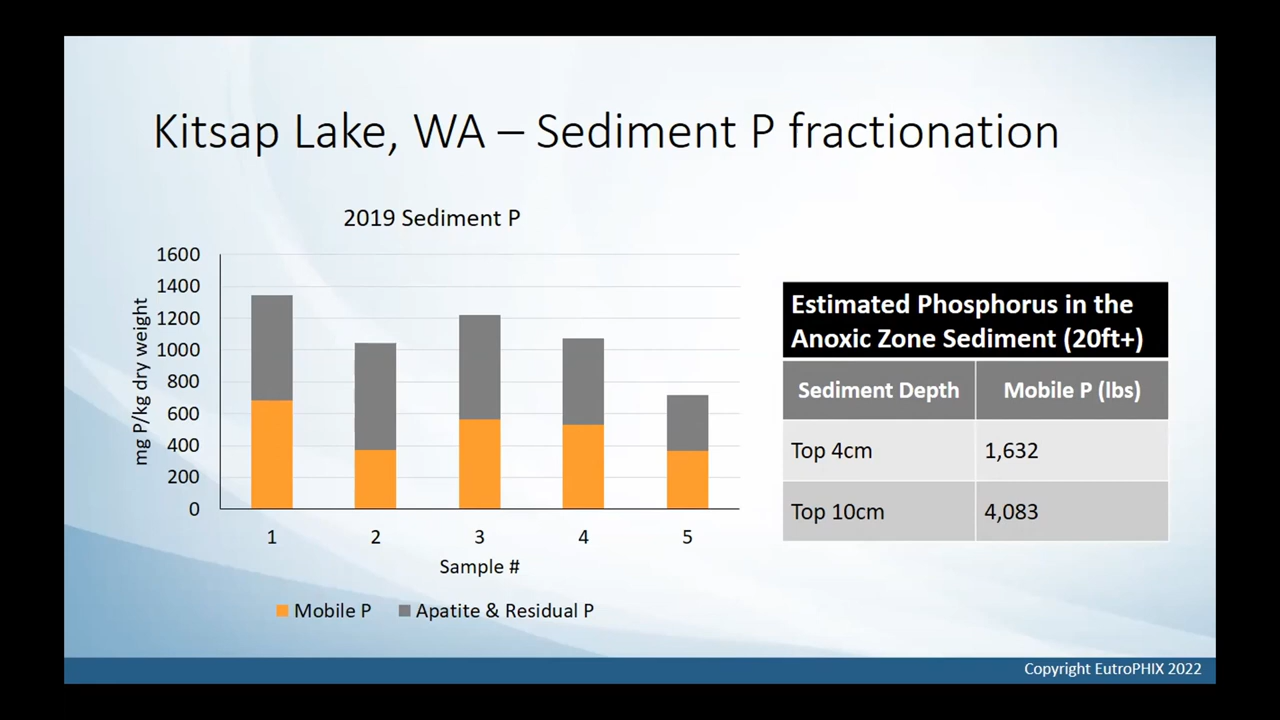 Kitsap Lake, WA – Sediment P fractionation
2019 Sediment P
mg P/kg dry weight
1600
1400
1200
1000
800
600
400
200
0
1 2 3 4 5
Sample #
Mobile P Apatite & Residual P
Estimated Phosphorus in the
Anoxic Zone Sediment (20ft+)
Sediment Depth Mobile P (lbs)
Top 4cm 1,632
Top 10cm 4,083
Copyright EutroPHIX 2022